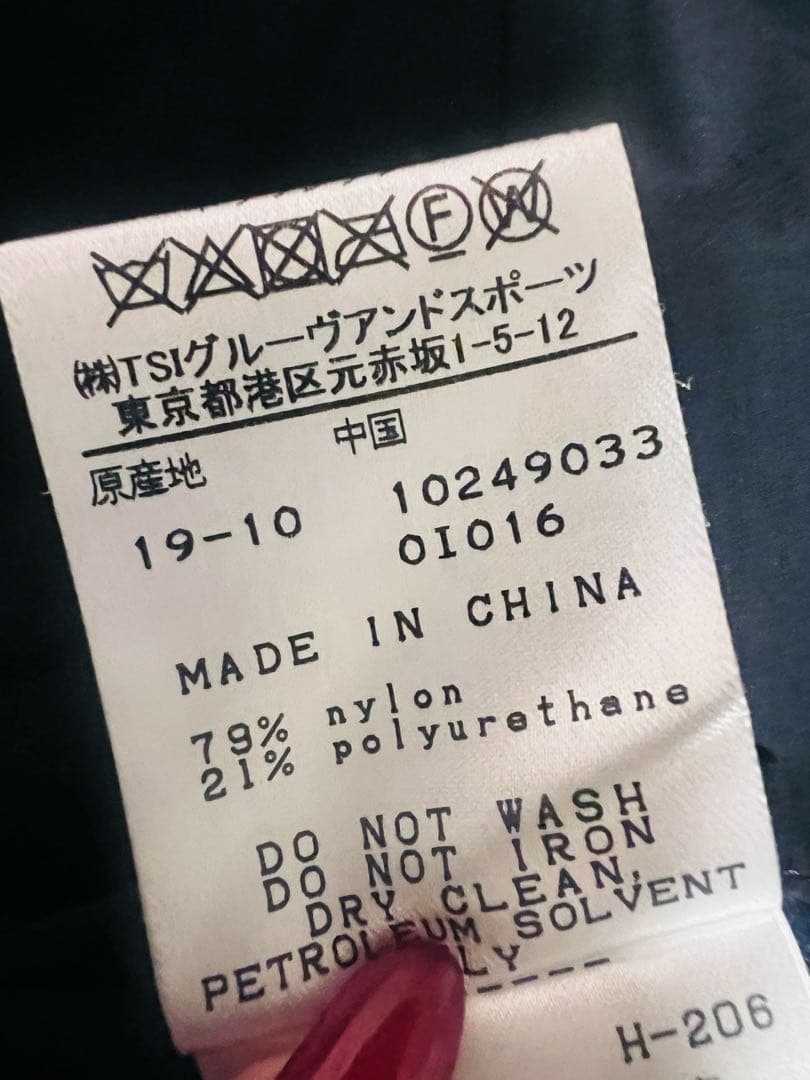 F W
(株)TSIグルーヴアンドスポーツ
東京都港区元赤坂1-5-12
原産地 中国
19-10 10249033
OI016
MADE IN CHINA
79% nylon
21% polyurethane
DO NOT WASH
DO NOT IRON
DRY CLEAN,
PETROLEUM SOLVENT
LY
-----
H-206